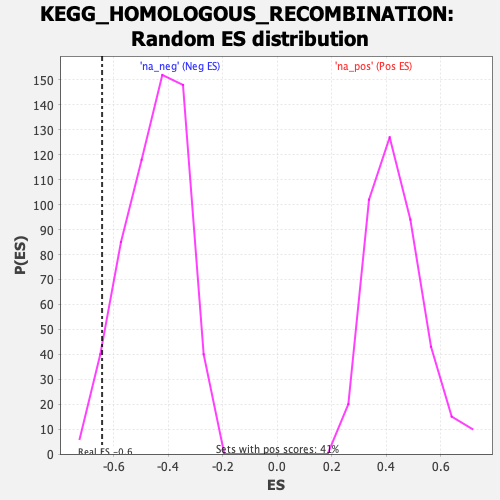 KEGG_HOMOLOGOUS_RECOMBINATION:
Random ES distribution
'na_neg' (Neg ES)
'na_pos' (Pos ES)
150
140
130
120
110
100
90
80
70
60
50
40
30
20
10
0
P(ES)
Real ES -0.6
Sets with pos scores: 41%
-0.6
-0.4
-0.2
0.0
0.2
0.4
0.6
ES